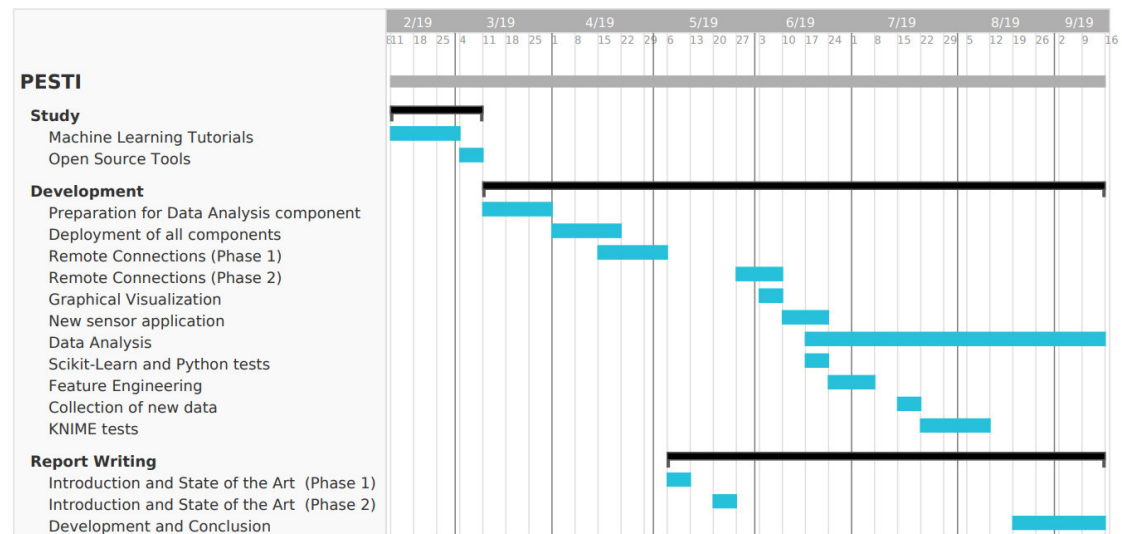 2/19 3/19 4/19 5/19 6/19 7/19 8/19 9/19
11 18 25 4 11 18 25 1 8 15 22 29 6 13 20 27 3 10 17 24 1 8 15 22 29 5 12 19 26 2 9 16
PESTI
Study
Machine Learning Tutorials
Open Source Tools
Development
Preparation for Data Analysis component
Deployment of all components
Remote Connections (Phase 1)
Remote Connections (Phase 2)
Graphical Visualization
New sensor application
Data Analysis
Scikit-Learn and Python tests
Feature Engineering
Collection of new data
KNIME tests
Report Writing
Introduction and State of the Art (Phase 1)
Introduction and State of the Art (Phase 2)
Development and Conclusion